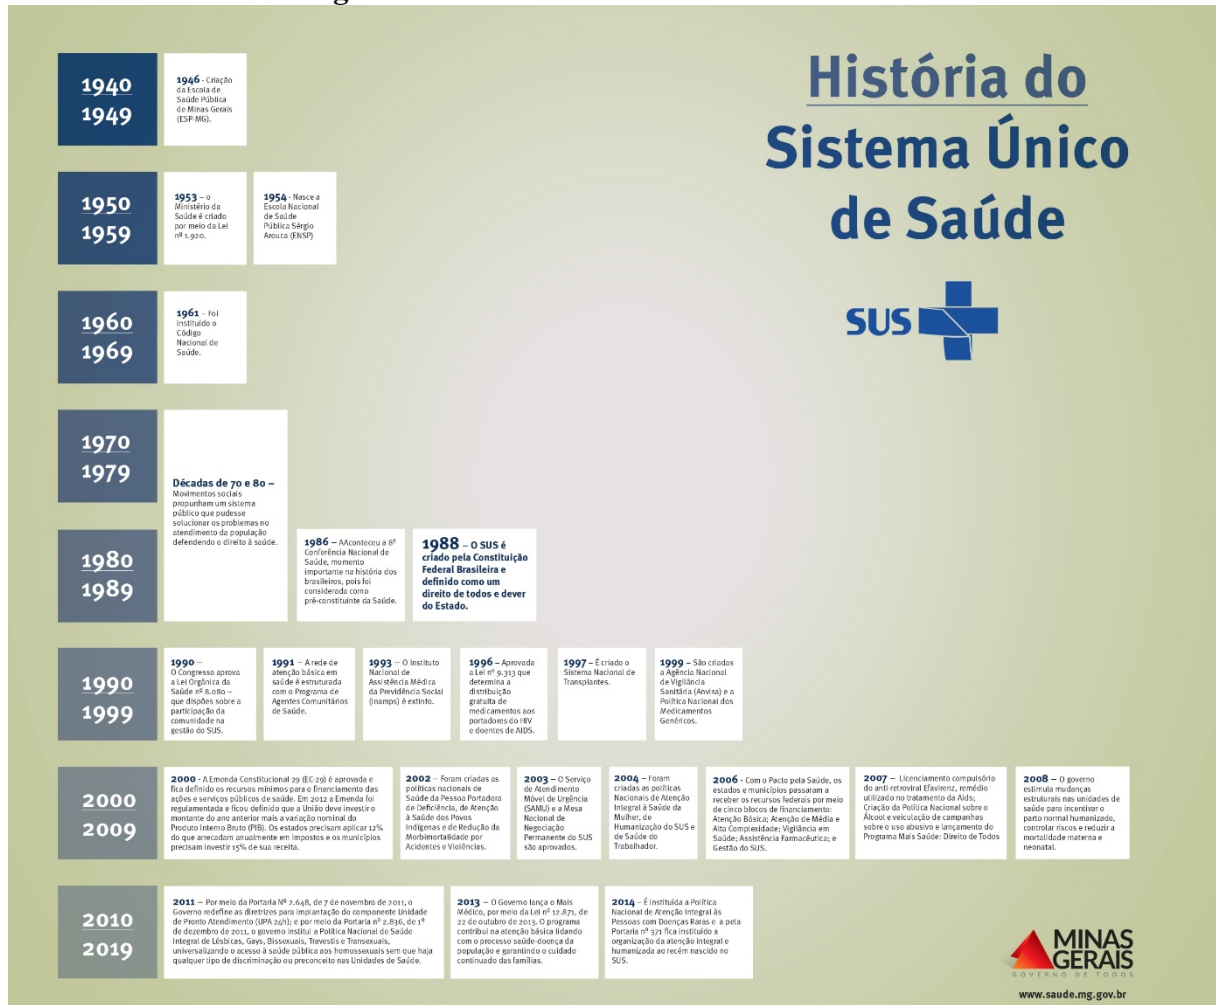 História do
Sistema Único
de Saúde
SUS
1940
1949
1946 - Criação
da Escola de
Saúde Pública
de Minas Gerais
(ESP-MG).
1950
1959
1953 – o
Ministério da
Saúde é criado
por meio da Lei
nº 1.920.
1954 - Nasce a
Escola Nacional
de Saúde
Pública Sérgio
Arouca (ENSP)
1960
1969
1961 – Foi
instituído o
Código
Nacional de
Saúde.
1970
1979
Décadas de 70 e 80 –
Movimentos sociais
propunham um sistema
público que pudesse
solucionar os problemas no
atendimento da população
defendendo o direito à saúde.
1980
1989
1986 – AAconteceu a 8ª
Conferência Nacional de
Saúde, momento
importante na história dos
brasileiros, pois foi
considerada como
pré-constituinte da Saúde.
1988 – O SUS é
criado pela Constituição
Federal Brasileira e
definido como um
direito de todos e dever
do Estado.
1990
1999
1990 –
O Congresso aprova
a Lei Orgânica da
Saúde nº 8.080 –
que dispões sobre a
participação da
comunidade na
gestão do SUS.
1991 – A rede de
atenção básica em
saúde é estruturada
com o Programa de
Agentes Comunitários
de Saúde.
1993 – O Instituto
Nacional de
Assistência Médica
da Previdência Social
(Inamps) é extinto.
1996 – Aprovada
a Lei nº 9.313 que
determina a
distribuição
gratuita de
medicamentos aos
portadores do HIV
e doentes de AIDS.
1997 – É criado o
Sistema Nacional de
Transplantes.
1999 – São criadas
a Agência Nacional
de Vigilância
Sanitária (Anvisa) e a
Política Nacional dos
Medicamentos
Genéricos.
2000
2009
2000 - A Emenda Constitucional 29 (EC-29) é aprovada e
fica definido os recursos mínimos para o financiamento das
ações e serviços públicos de saúde. Em 2012 a Emenda foi
regulamentada e ficou definido que a União deve investir o
montante do ano anterior mais a variação nominal do
Produto Interno Bruto (PIB). Os estados precisam aplicar 12%
do que arrecadam anualmente em impostos e os municípios
precisam investir 15% de sua receita.
2002 – Foram criadas as
políticas nacionais de
Saúde da Pessoa Portadora
de Deficiência, de Atenção
à Saúde dos Povos
Indígenas e de Redução da
Morbimortalidade por
Acidentes e Violências.
2003 – O Serviço
de Atendimento
Móvel de Urgência
(SAMU) e a Mesa
Nacional de
Negociação
Permanente do SUS
são aprovados.
2004 – Foram
criadas as políticas
Nacionais de Atenção
Integral à Saúde da
Mulher, de
Humanização do SUS e
de Saúde do
Trabalhador.
2006 - Com o Pacto pela Saúde, os
estados e municípios passaram a
receber os recursos federais por meio
de cinco blocos de financiamento:
Atenção Básica; Atenção de Média e
Alta Complexidade; Vigilância em
Saúde; Assistência Farmacêutica; e
Gestão do SUS.
2007 – Licenciamento compulsório
do anti-retroviral Efavirenz, remédio
utilizado no tratamento da Aids;
Criação da Política Nacional sobre o
Álcool e veiculação de campanhas
sobre o uso abusivo e lançamento do
Programa Mais Saúde: Direito de Todos
2008 – O governo
estimula mudanças
estruturais nas unidades de
saúde para incentivar o
parto normal humanizado,
controlar riscos e reduzir a
mortalidade materna e
neonatal.
2010
2019
2011 – Por meio da Portaria Nº 2.648, de 7 de novembro de 2011, o
Governo redefine as diretrizes para implantação do componente Unidade
de Pronto Atendimento (UPA 24h); e por meio da Portaria nº 2.836, de 1º
de dezembro de 2011, o governo institui a Política Nacional de Saúde
Integral de Lésbicas, Gays, Bissexuais, Travestis e Transexuais,
universalizando o acesso à saúde pública aos homossexuais sem que haja
qualquer tipo de discriminação ou preconceito nas Unidades de Saúde.
2013 – O Governo lança o Mais
Médico, por meio da Lei nº 12.871, de
22 de outubro de 2013. O programa
contribui na atenção básica lidando
com o processo saúde-doença da
população e garantindo o cuidado
continuado das famílias.
2014 – É instituída a Política
Nacional de Atenção Integral às
Pessoas com Doenças Raras e a pela
Portaria nº 371 fica instituído a
organização da atenção integral e
humanizada ao recém nascido no
SUS.
MINAS
GERAIS
GOVERNO DE TODOS
www.saude.mg.gov.br